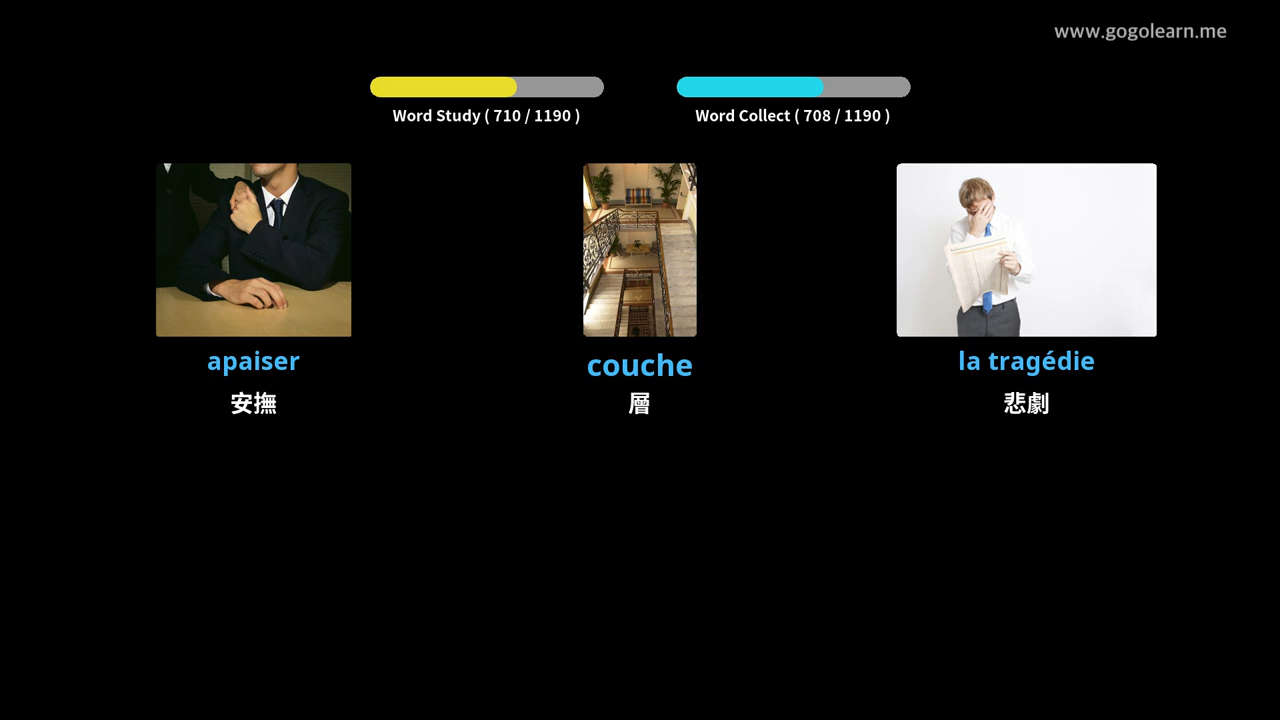 www.gogolearn.me
Word Study ( 710 / 1190 )
Word Collect ( 708 / 1190 )
apaiser
couche
la tragédie
安撫
層
悲劇